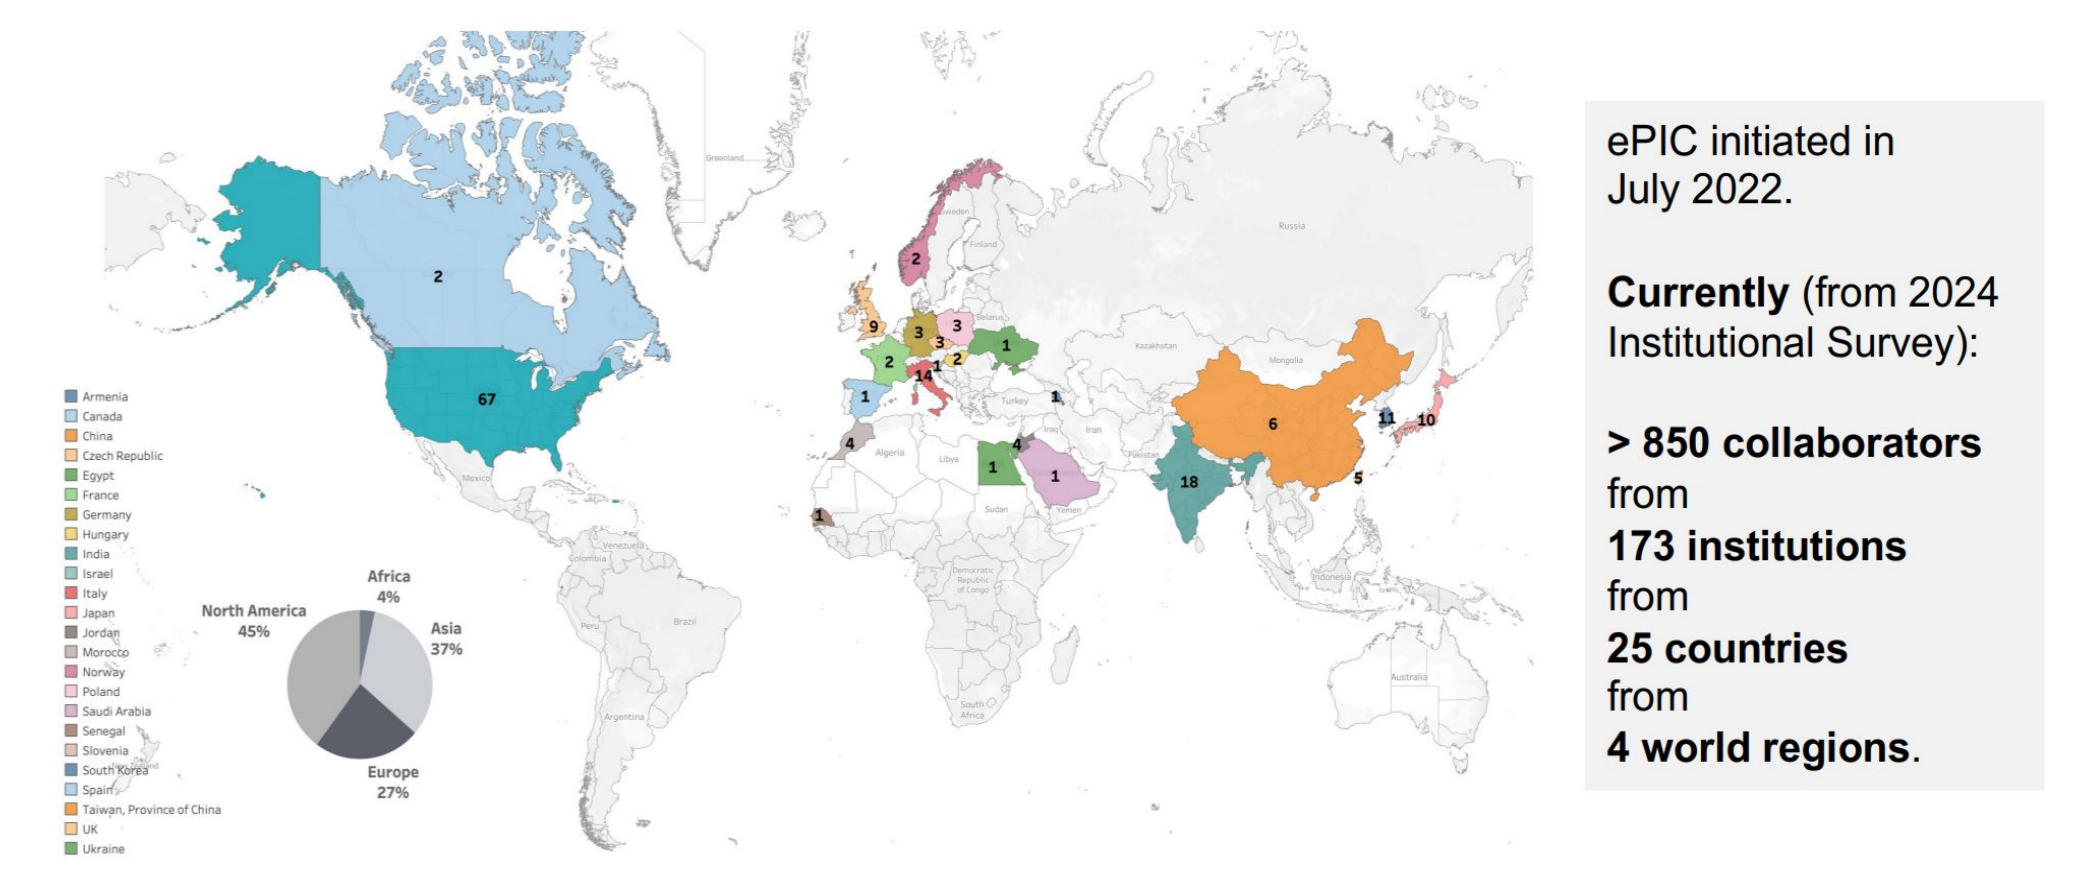 Greenland
Sweden
Finland
Russia
Belarus
Kazakhstan
Mongolia
Turkey
Iraq
Iran
Pakistan
Algeria
Libya
Sudan
Yemen
Mexico
Venezuela
Colombia
Peru
Brazil
Argentina
Democratic
Republic
of Congo
South
Africa
Indonesia
Australia
2
67
2
9
3
3
3
2
1
2
1
14
1
1
4
1
4
1
1
1
18
6
11
10
5
Armenia
Canada
China
Czech Republic
Egypt
France
Germany
Hungary
India
Israel
Italy
Japan
Jordan
Morocco
Norway
Poland
Saudi Arabia
Senegal
Slovenia
South Korea
Spain
Taiwan, Province of China
UK
Ukraine
Africa
4%
North America
45%
Asia
37%
Europe
27%
ePIC initiated in
July 2022.
Currently (from 2024
Institutional Survey):
> 850 collaborators
from
173 institutions
from
25 countries
from
4 world regions.